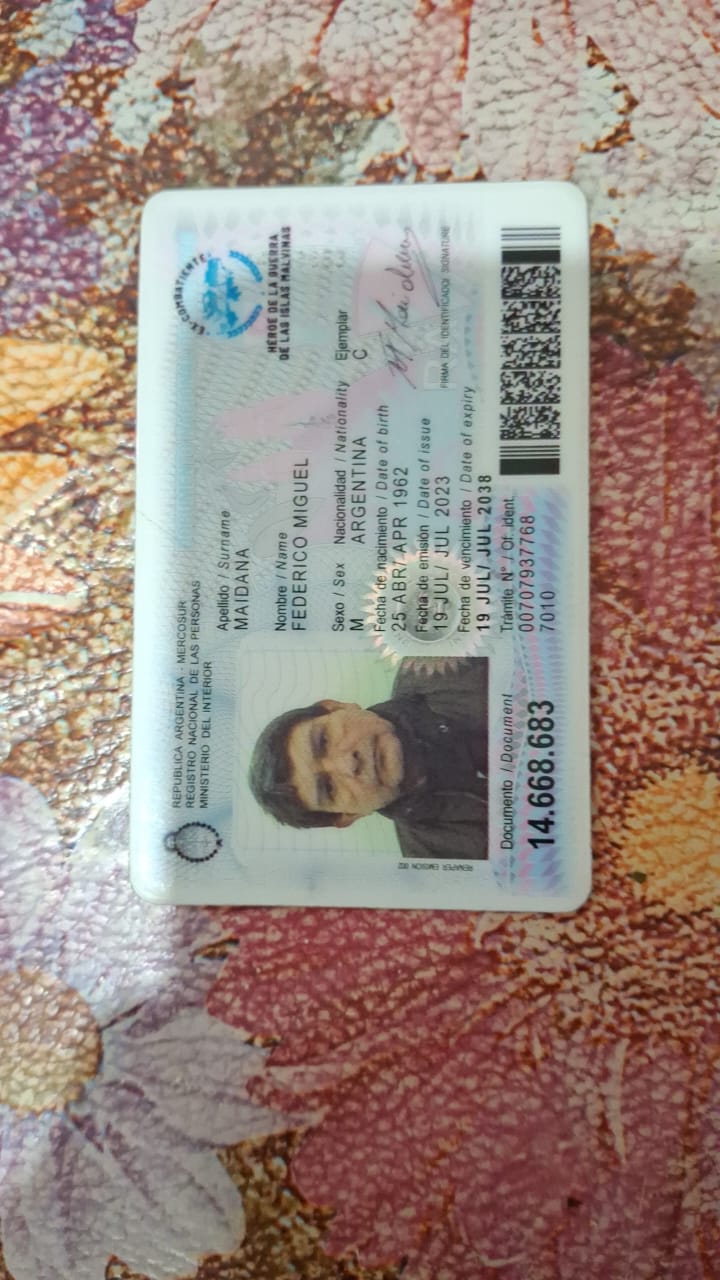 REPUBLICA ARGENTINA - MERCOSUR
REGISTRO NACIONAL DE LAS PERSONAS
MINISTERIO DEL INTERIOR
EX-COMBATIENTE
HÉROE DE LA GUERRA
DE LAS ISLAS MALVINAS
Apellido / Surname
MAIDANA
Nombre / Name
FEDERICO MIGUEL
Sexo / Sex Nacionalidad / Nationality Ejemplar
M ARGENTINA C
Fecha de nacimiento / Date of birth
25 ABR/ APR 1962
Fecha de emisión / Date of issue
19 JUL/ JUL 2023
FIRMA DEL IDENTIFICADO/ SIGNATURE
Fecha de vencimiento / Date of expiry
19 JUL/ JUL 2038
RENAPER EMISION 002
Documento / Document
14.668.683
Trámite N° / Of. ident.
00707937768
7010